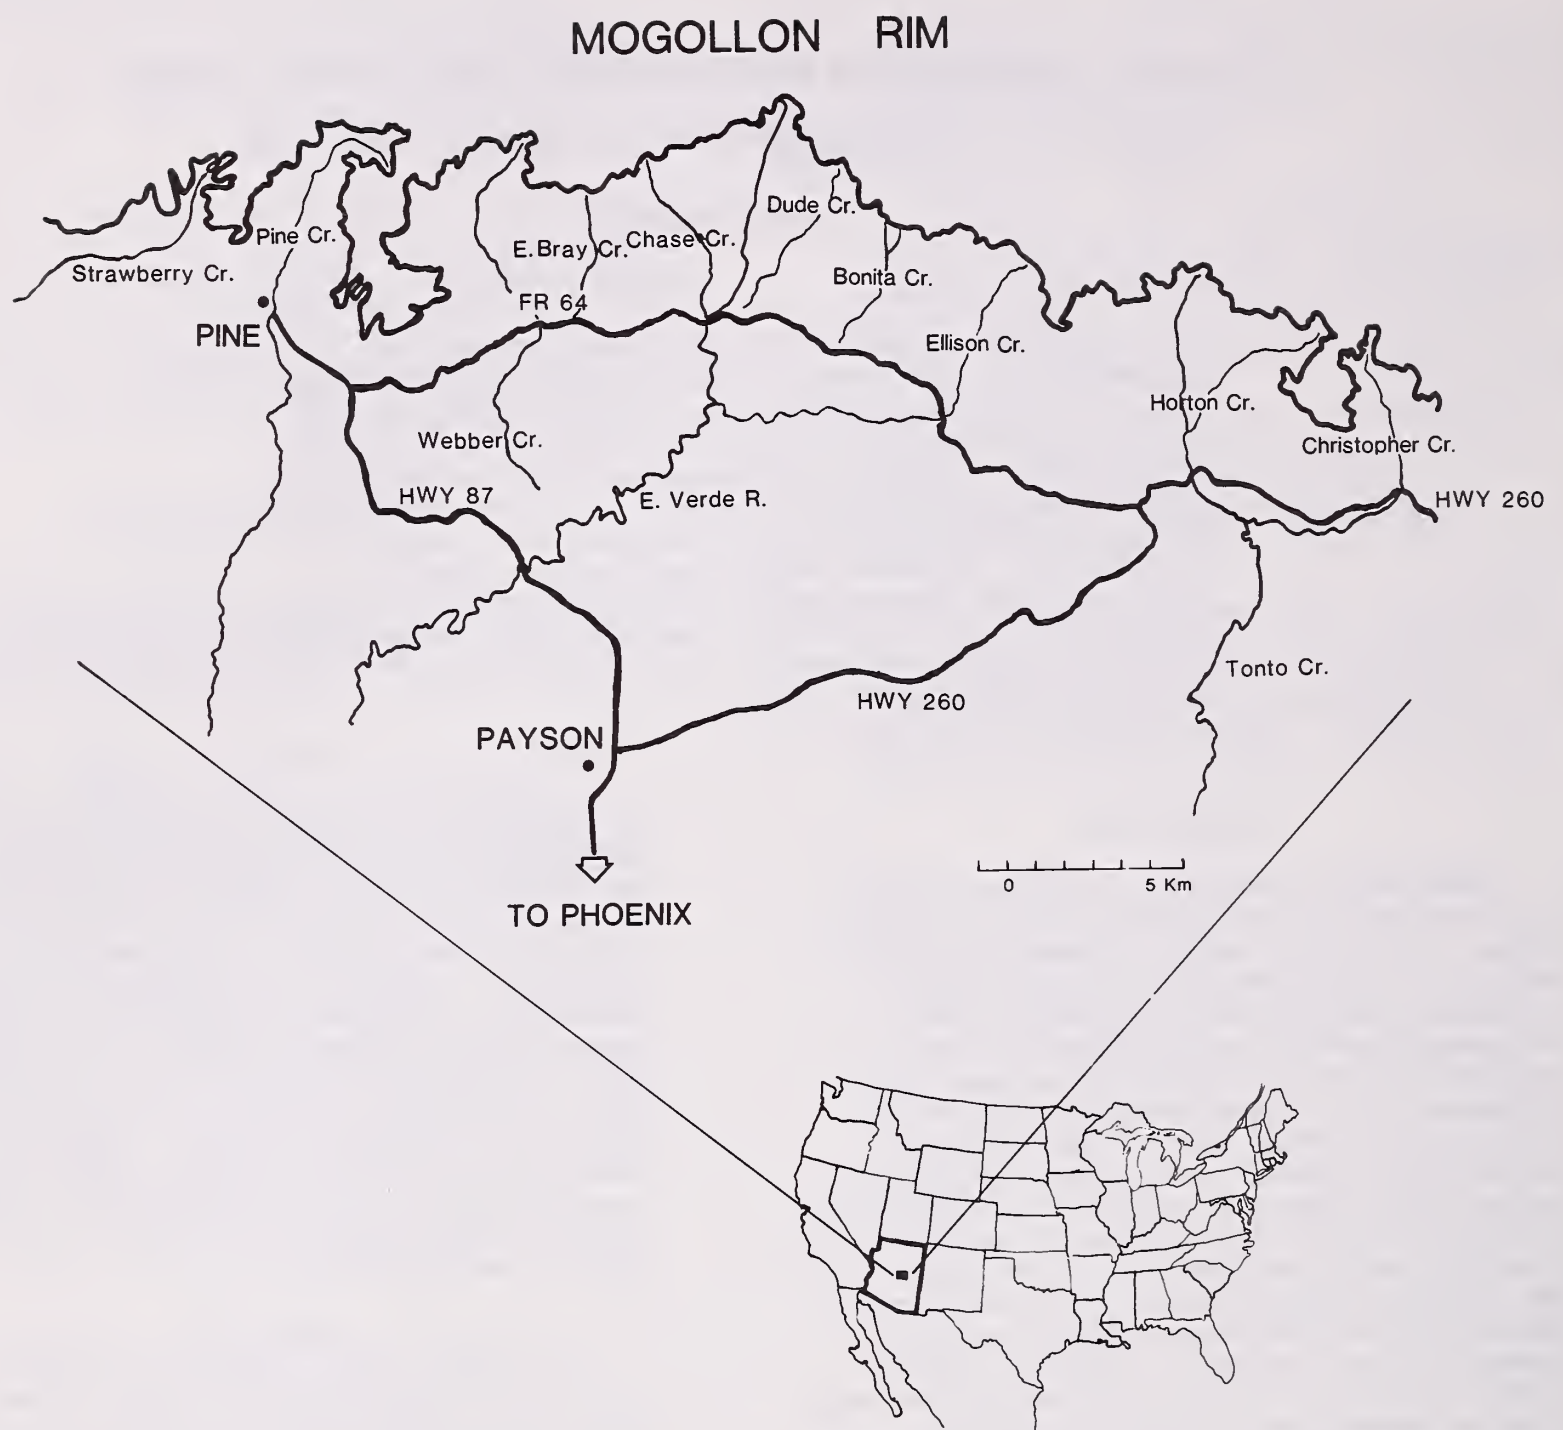 MOGOLLON RIM
Dude Cr.
Pine Cr.
E. Bray Cr.
Chase Cr.
Strawberry Cr.
Bonita Cr.
FR 64
PINE
Ellison Cr.
Horton Cr.
Webber Cr.
Christopher Cr.
HWY 87
E. Verde R.
HWY 260
Tonto Cr.
HWY 260
PAYSON
0 5 Km
TO PHOENIX